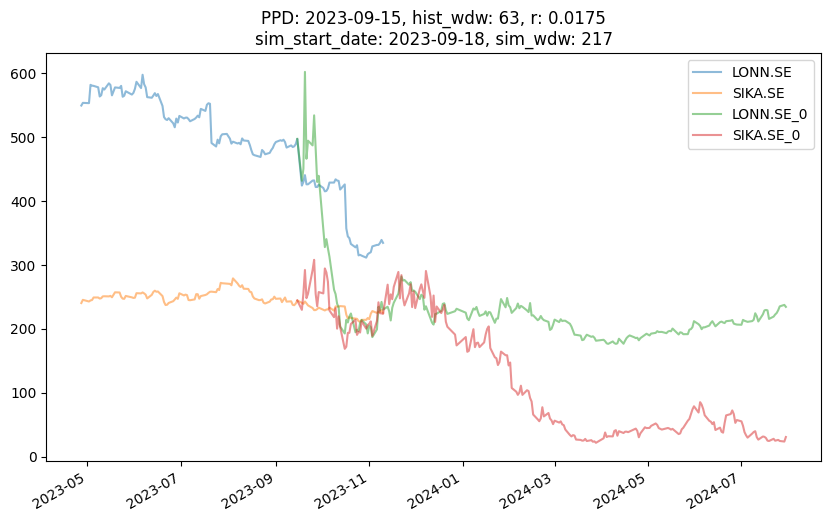 PPD: 2023-09-15, hist_wdw: 63, r: 0.0175
sim_start_date: 2023-09-18, sim_wdw: 217
LONN.SE
SIKA.SE
LONN.SE_0
SIKA.SE_0
600
500
400
300
200
100
0
2023-05
2023-07
2023-09
2023-11
2024-01
2024-03
2024-05
2024-07